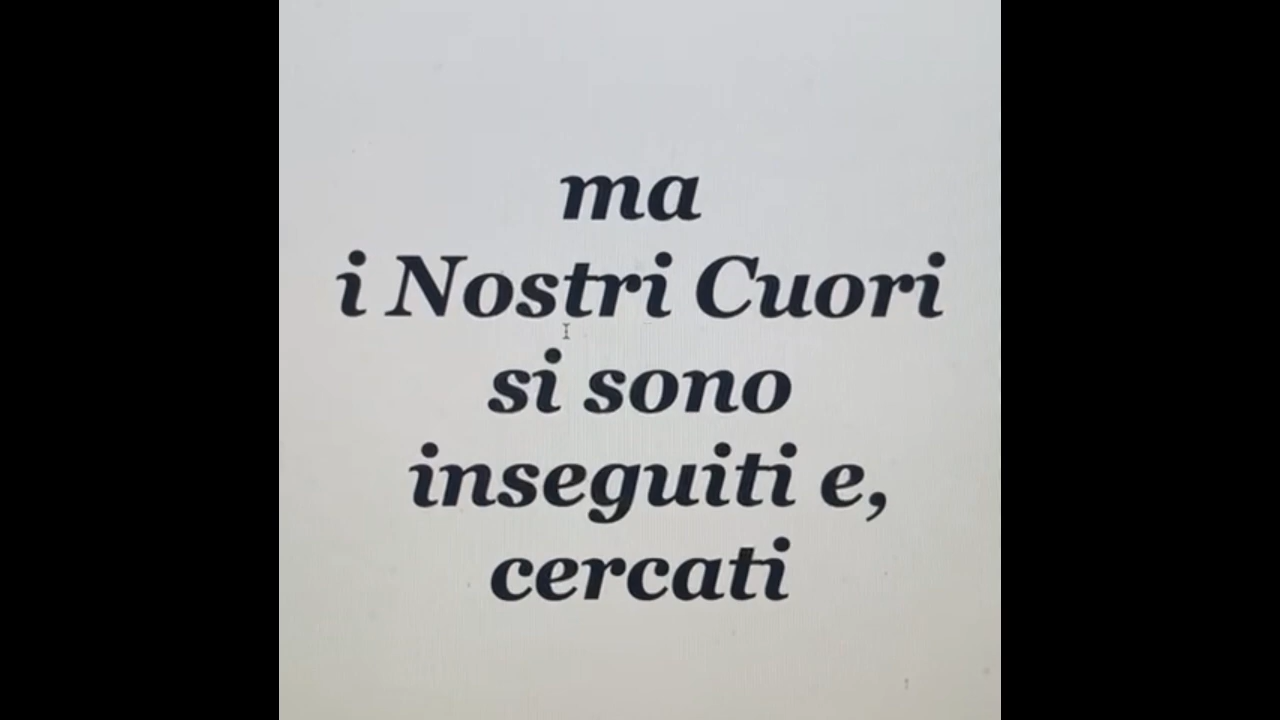 ma
i Nostri Cuori
si sono
inseguiti e,
cercati